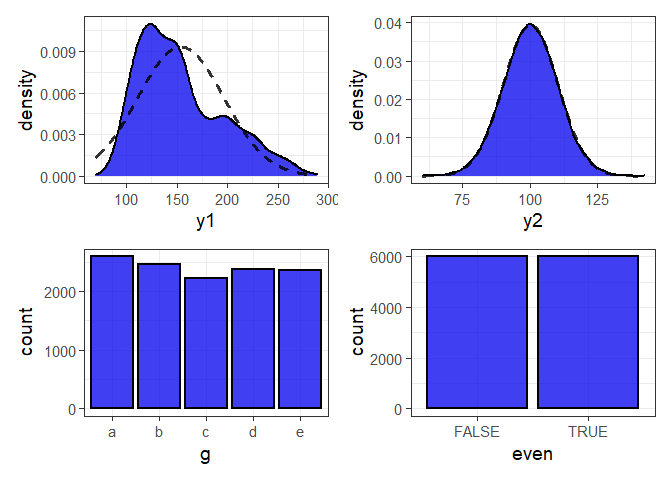 density
0.009
0.006
0.003
0.000
100 150 200 250 300
y1
density
0.04
0.03
0.02
0.01
0.00
75 100 125
y2
count
2000
1000
0
a b c d e
g
count
6000
4000
2000
0
FALSE TRUE
even